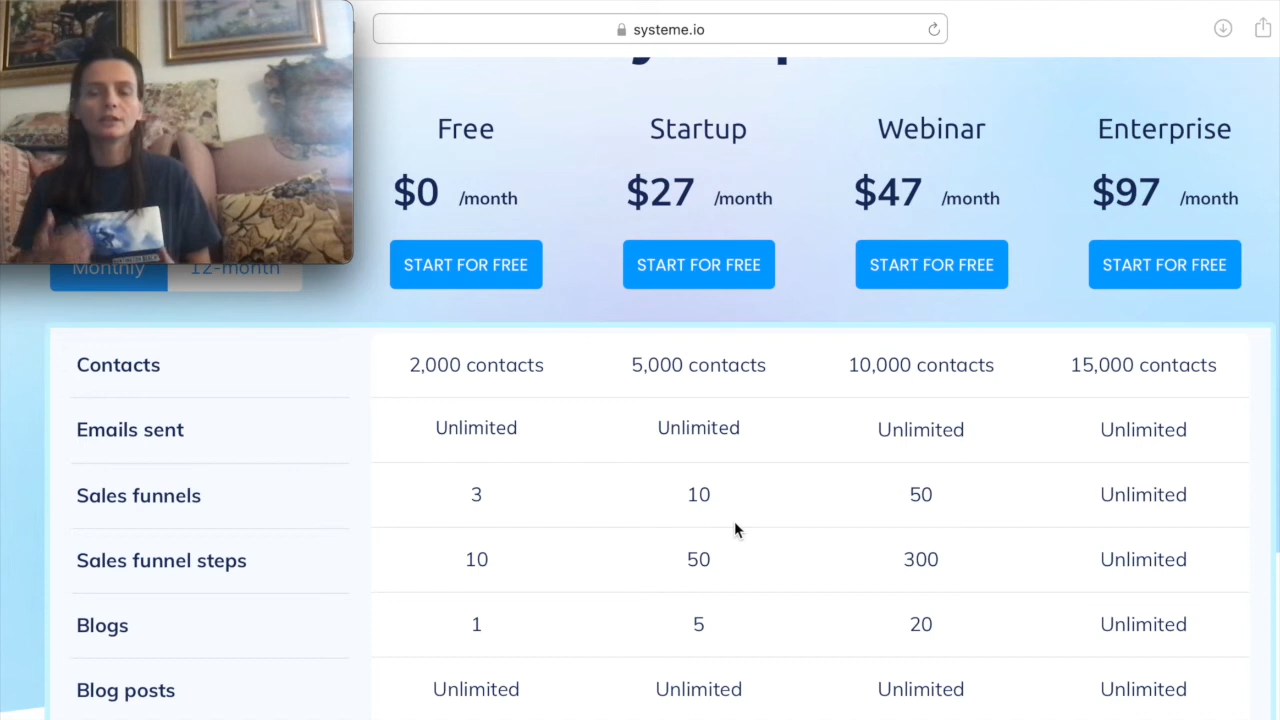 systeme.io
Free Startup Webinar Enterprise
$0 /month $27 /month $47 /month $97 /month
START FOR FREE START FOR FREE START FOR FREE START FOR FREE
Monthly 12-month
Contacts 2,000 contacts 5,000 contacts 10,000 contacts 15,000 contacts
Emails sent Unlimited Unlimited Unlimited Unlimited
Sales funnels 3 10 50 Unlimited
Sales funnel steps 10 50 300 Unlimited
Blogs 1 5 20 Unlimited
Blog posts Unlimited Unlimited Unlimited Unlimited